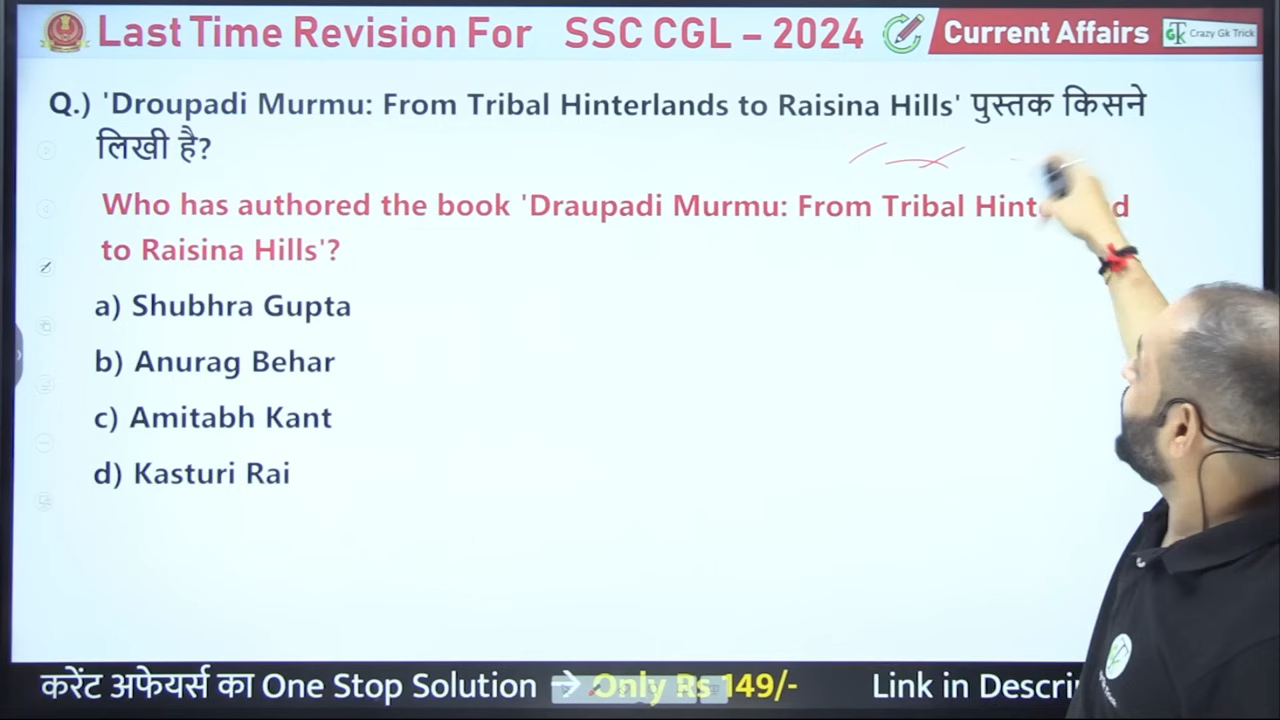 Last Time Revision For SSC CGL – 2024 Current Affairs Crazy Gk Trick
Q.) 'Droupadi Murmu: From Tribal Hinterlands to Raisina Hills' पुस्तक किसने
लिखी है?
Who has authored the book 'Draupadi Murmu: From Tribal
to Raisina Hills'?
a) Shubhra Gupta
b) Anurag Behar
c) Amitabh Kant
d) Kasturi Rai
करेंट अफेयर्स का One Stop Solution → Only Rs 149/- Link in